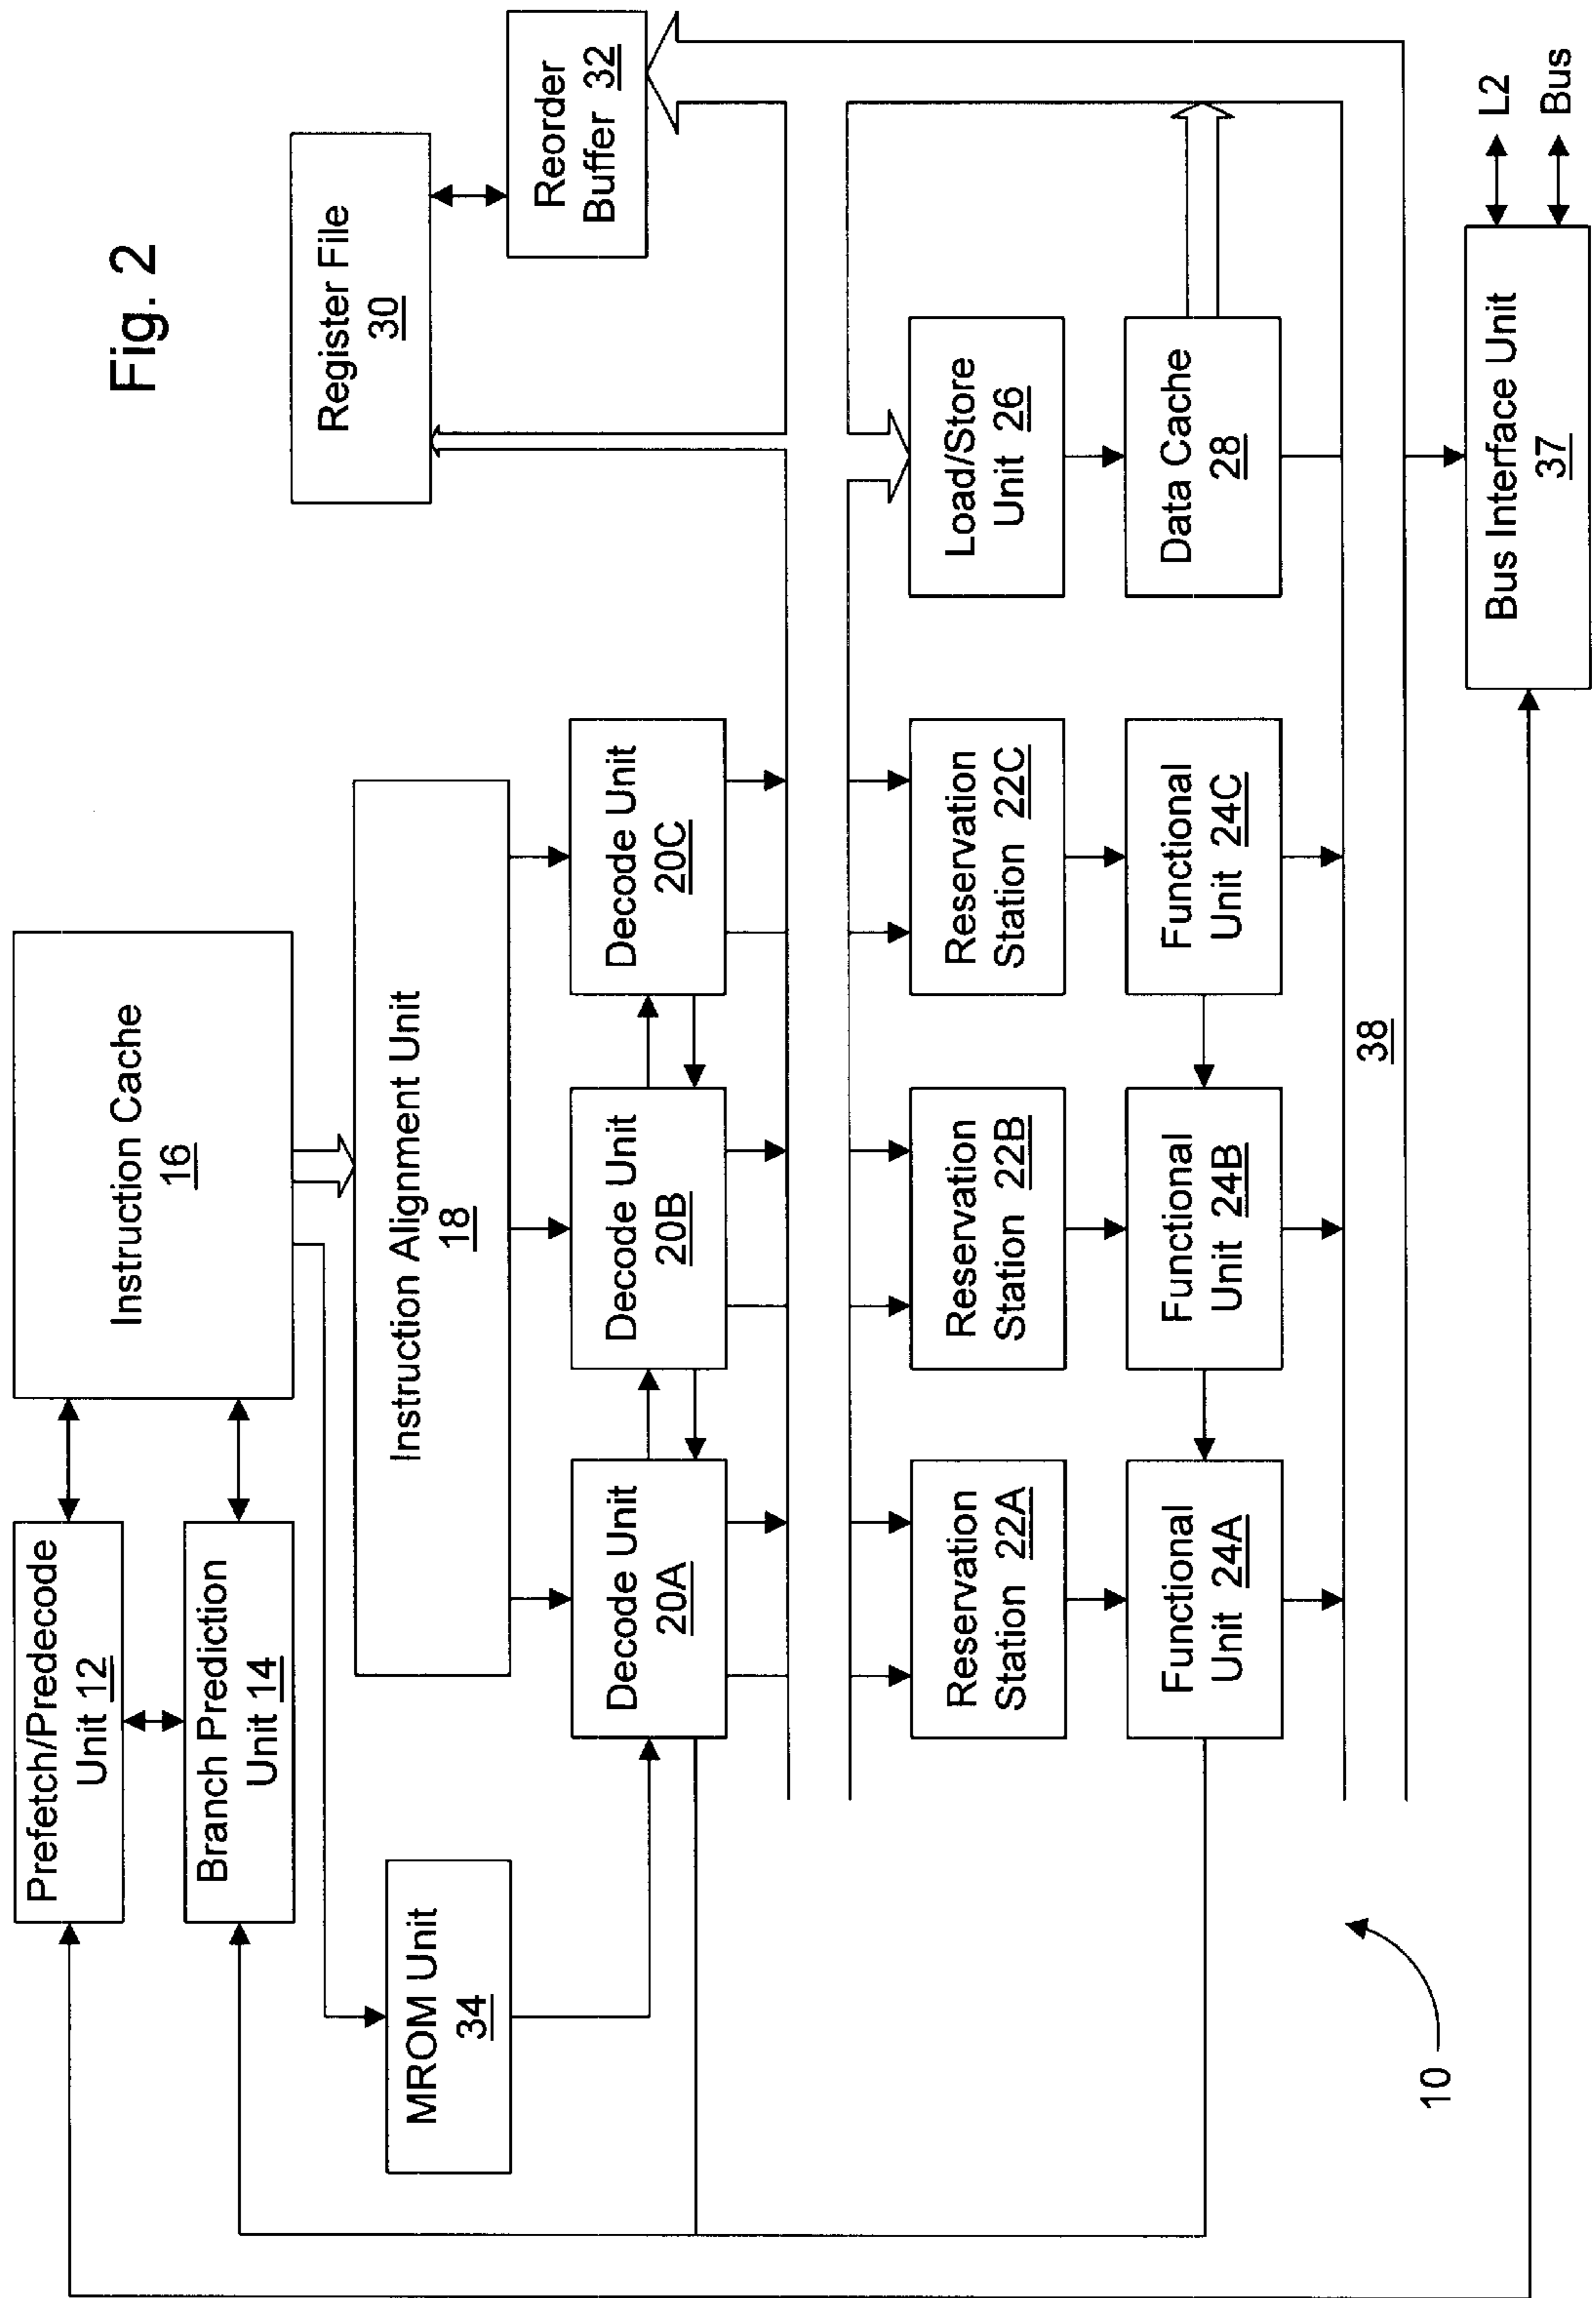 Fig. 2
Prefetch/Predecode
Unit 12
Branch Prediction
Unit 14
Instruction Cache
16
Register File
30
Reorder
Buffer 32
MROM Unit
34
Instruction Alignment Unit
18
Decode Unit
20A
Decode Unit
20B
Decode Unit
20C
Reservation
Station 22A
Reservation
Station 22B
Reservation
Station 22C
Load/Store
Unit 26
Functional
Unit 24A
Functional
Unit 24B
Functional
Unit 24C
Data Cache
28
38
10
Bus Interface Unit
37
L2
Bus